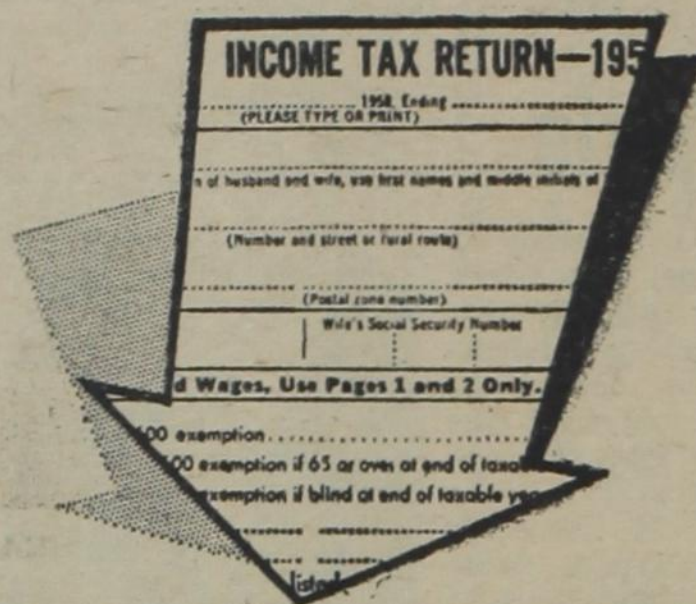 INCOME TAX RETURN—195
1958, Ending
(PLEASE TYPE OR PRINT)
n of husband and wife, use first names and middle initials of
(Number and street or rural route)
(Postal zone number)
Wife's Social Security Number
d Wages, Use Pages 1 and 2 Only.
00 exemption
00 exemption if 65 or over at end of taxa
exemption if blind at end of taxable yea
listed